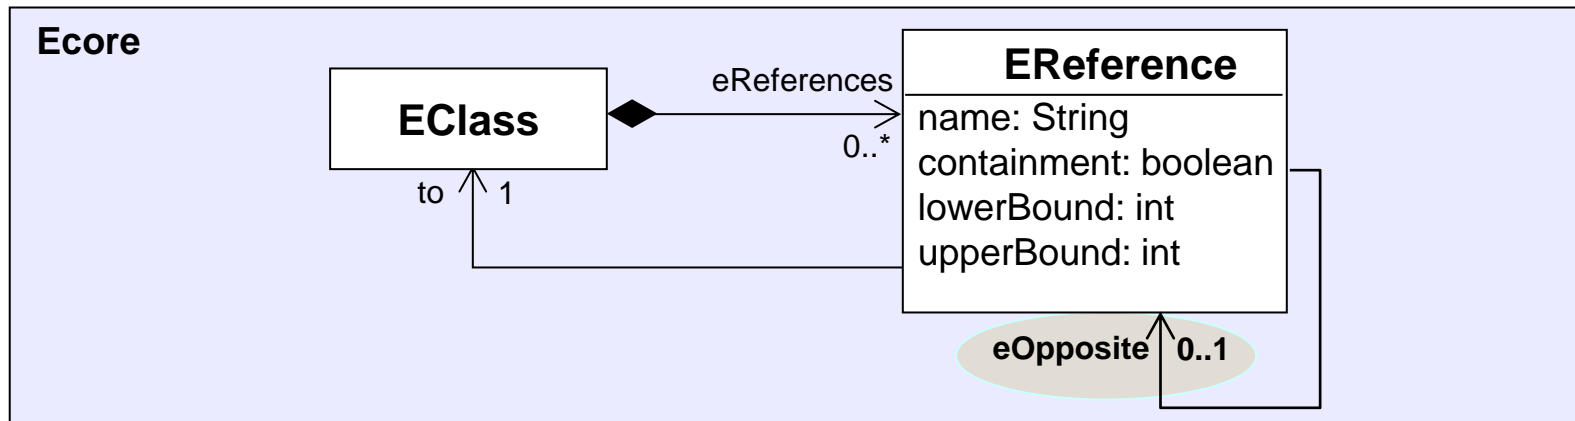 Ecore
EClass
eReferences
0..*
EReference
name: String
containment: boolean
lowerBound: int
upperBound: int
to 1
eOpposite 0..1